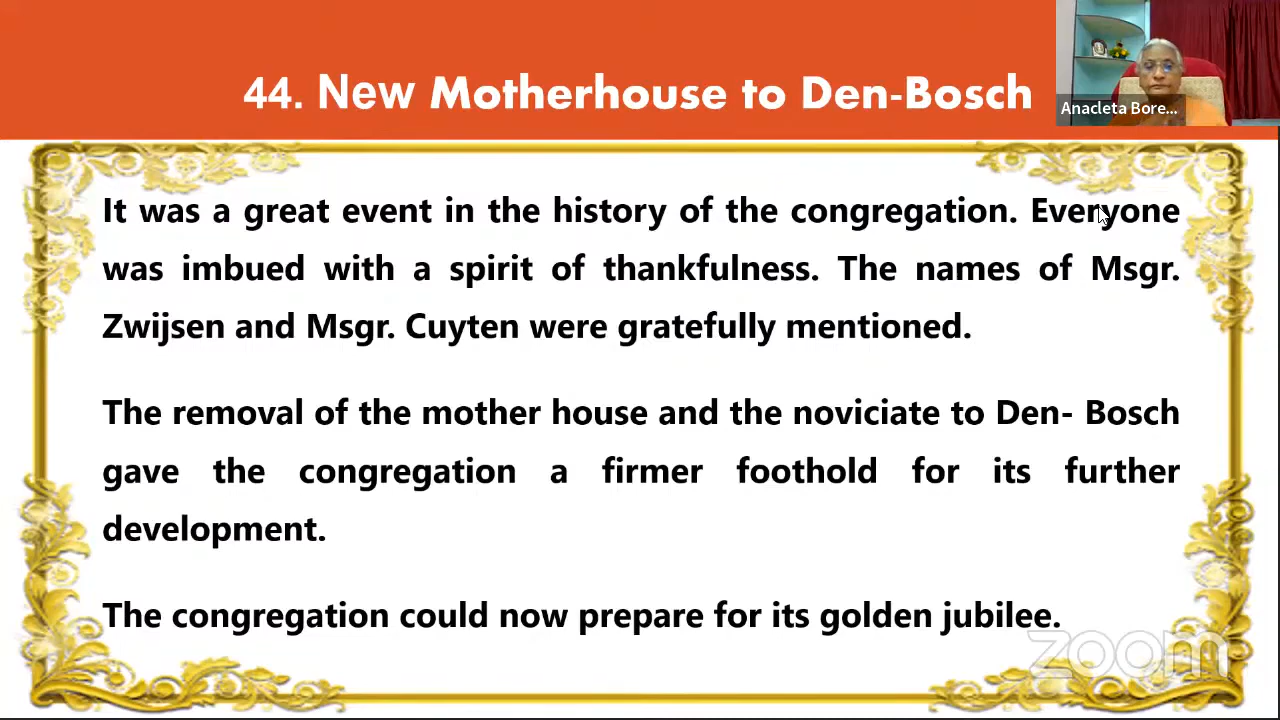 44. New Motherhouse to Den-Bosch
Anacleta Bore...
It was a great event in the history of the congregation. Everyone
was imbued with a spirit of thankfulness. The names of Msgr.
Zwijsen and Msgr. Cuyten were gratefully mentioned.
The removal of the mother house and the noviciate to Den- Bosch
gave the congregation a firmer foothold for its further
development.
The congregation could now prepare for its golden jubilee.
zoom